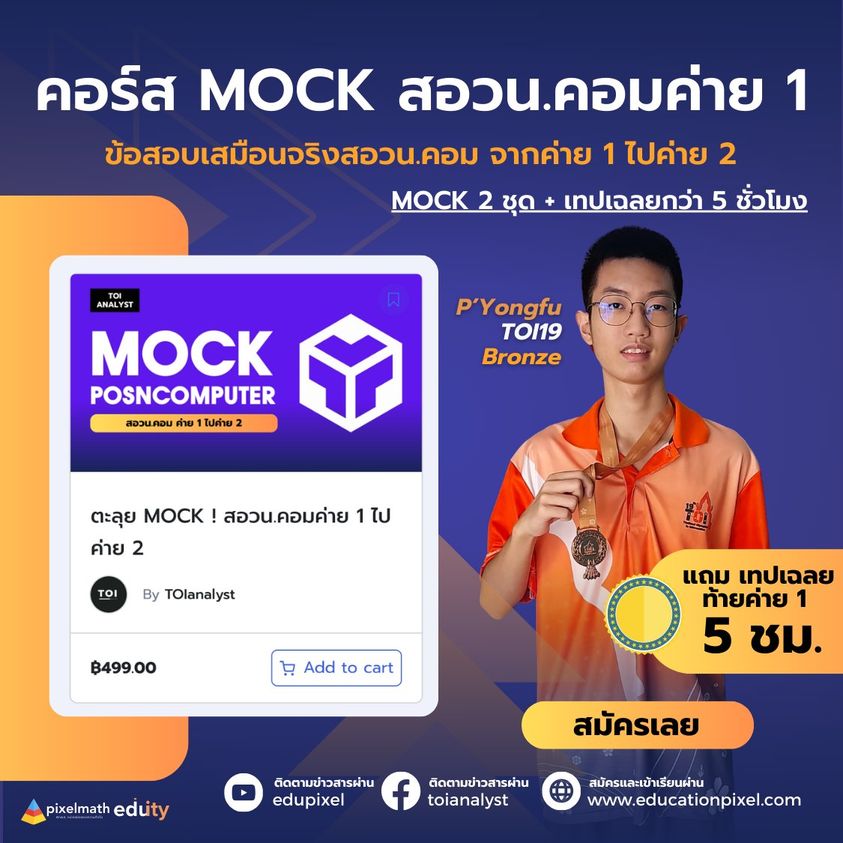 คอร์ส MOCK สอวน.คอมค่าย 1
ข้อสอบเสมือนจริงสอวน.คอม จากค่าย 1 ไปค่าย 2
MOCK 2 ชุด + เทปเฉลยกว่า 5 ชั่วโมง
TOI
ANALYST
MOCK
POSNCOMPUTER
สอวน.คอม ค่าย 1 ไปค่าย 2
ตะลุย MOCK ! สอวน.คอมค่าย 1 ไป
ค่าย 2
TOI
By TOIanalyst
฿499.00
Add to cart
P'Yongfu
TOI19
Bronze
TOI
แถม เทปเฉลย
ท้ายค่าย 1
5 ชม.
สมัครเลย
pixelmath eduity
ติดตามข่าวสารผ่าน
edupixel
ติดตามข่าวสารผ่าน
toianalyst
สมัครและเข้าเรียนผ่าน
www.educationpixel.com